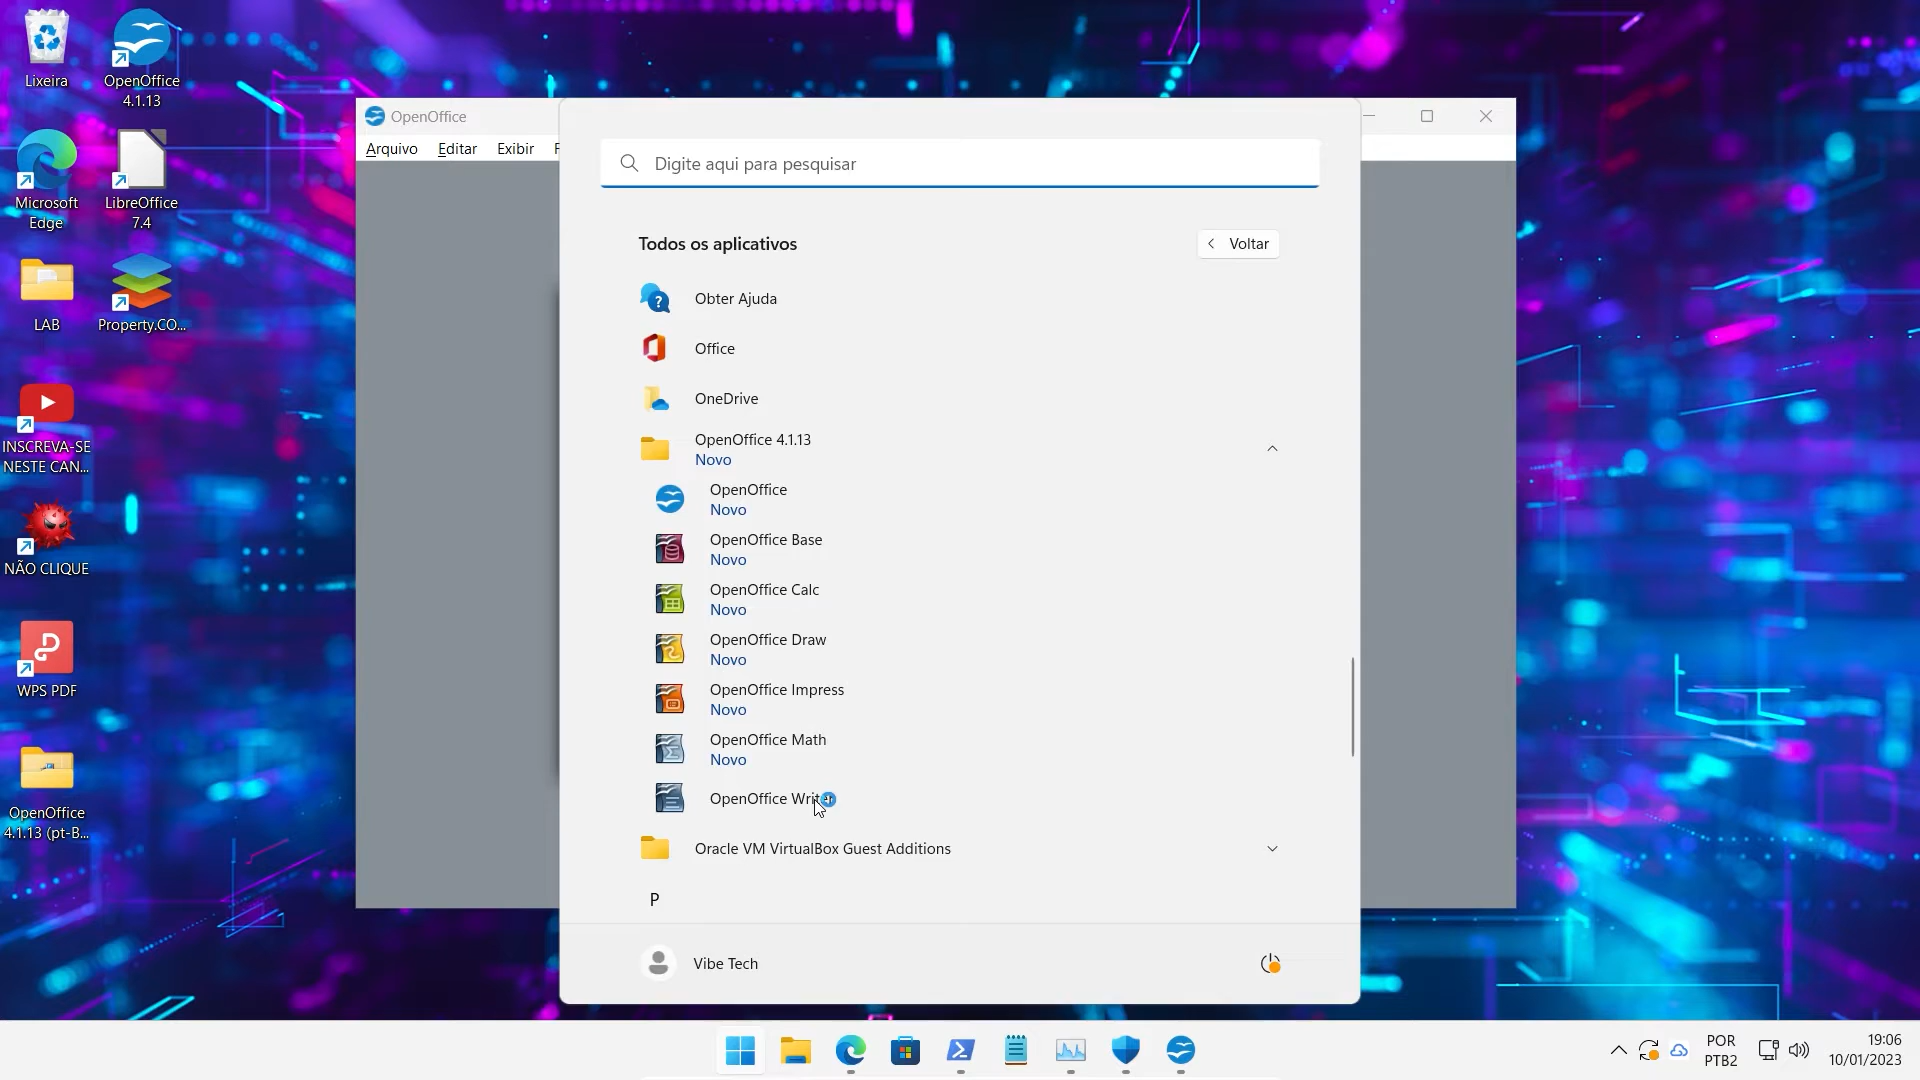 Lixeira
OpenOffice
4.1.13
Microsoft
Edge
LibreOffice
7.4
LAB
Property.CO...
INSCREVA-SE
NESTE CAN...
NÃO CLIQUE
WPS PDF
OpenOffice
4.1.13 (pt-B...
OpenOffice
Arquivo Editar Exibir
Digite aqui para pesquisar
Todos os aplicativos
Voltar
Obter Ajuda
Office
OneDrive
OpenOffice 4.1.13
Novo
OpenOffice
Novo
OpenOffice Base
Novo
OpenOffice Calc
Novo
OpenOffice Draw
Novo
OpenOffice Impress
Novo
OpenOffice Math
Novo
OpenOffice Writer
Oracle VM VirtualBox Guest Additions
P
Vibe Tech
POR
PTB2
19:06
10/01/2023